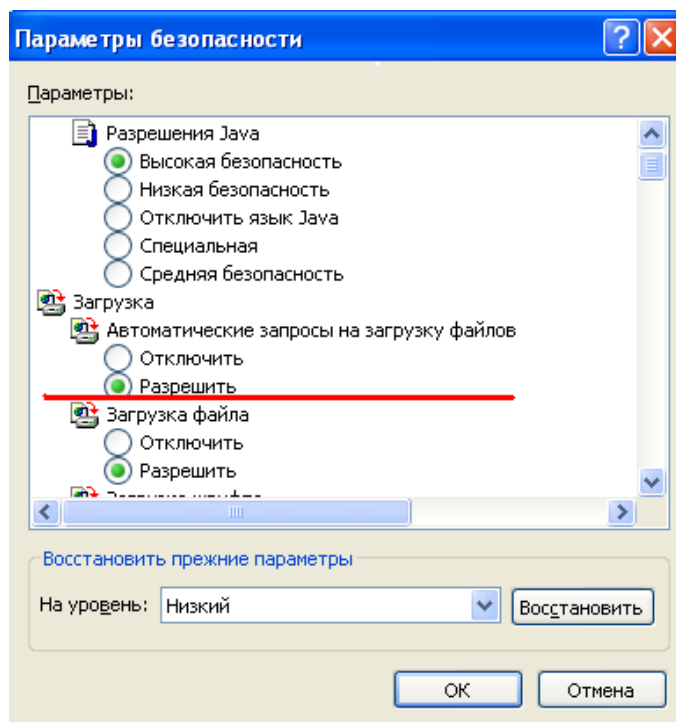 Параметры безопасности
Параметры:
Разрешения Java
Высокая безопасность
Низкая безопасность
Отключить язык Java
Специальная
Средняя безопасность
Загрузка
Автоматические запросы на загрузку файлов
Отключить
Разрешить
Загрузка файла
Отключить
Разрешить
Восстановить прежние параметры
На уровень: Низкий Восстановить
ОК Отмена